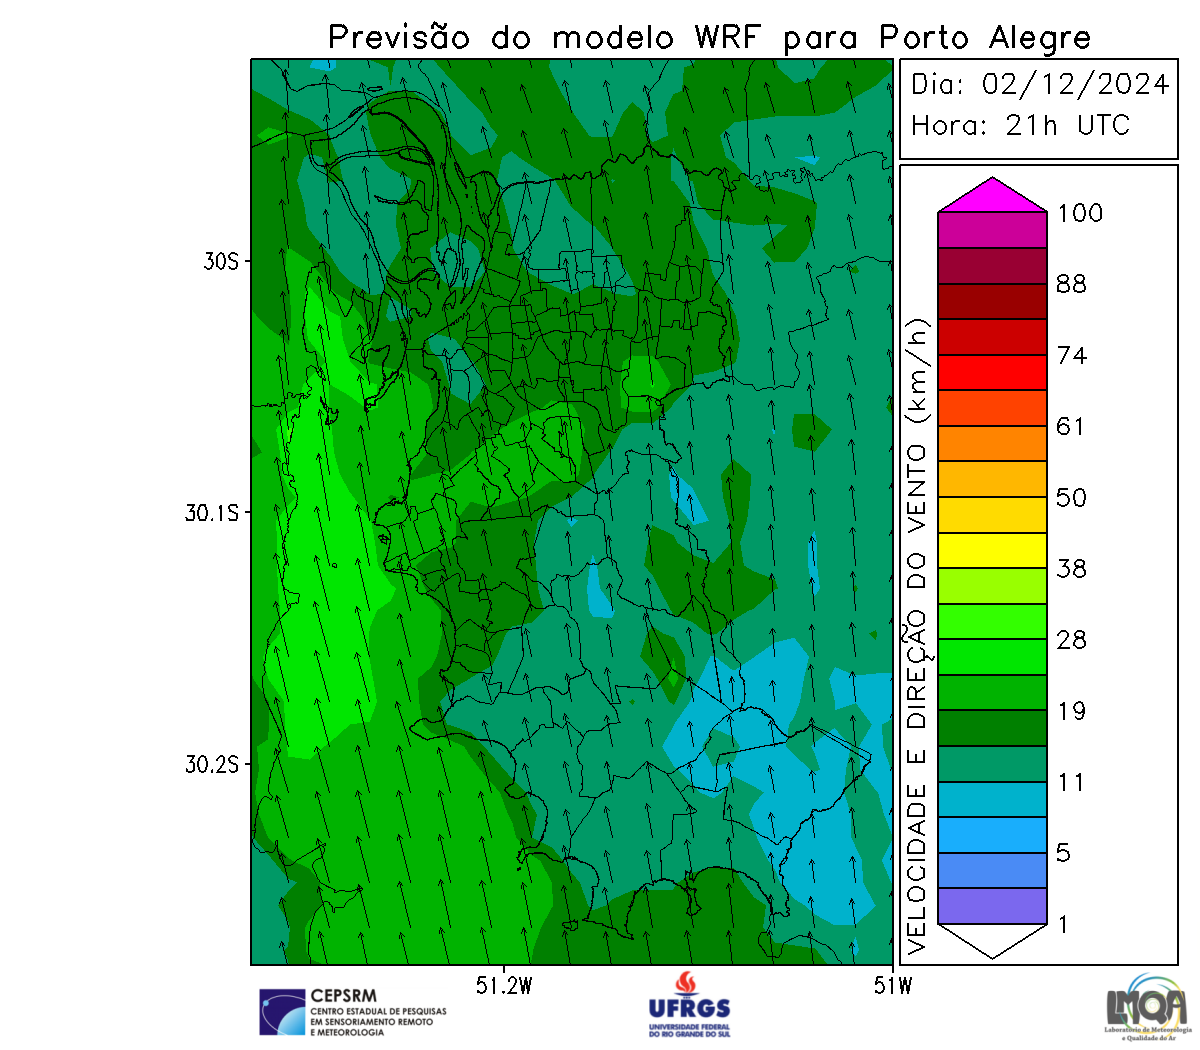 Previsão do modelo WRF para Porto Alegre
Dia: 02/12/2024
Hora: 21h UTC
30S
30.1S
30.2S
51.2W
51W
VELOCIDADE E DIREÇÃO DO VENTO (km/h)
100
88
74
61
50
38
28
19
11
5
1
CEPSRM
CENTRO ESTADUAL DE PESQUISAS
EM SENSORIAMENTO REMOTO
E METEOROLOGIA
UFRGS
UNIVERSIDADE FEDERAL
DO RIO GRANDE DO SUL
LMQA
Laboratório de Meteorologia
e Qualidade do Ar